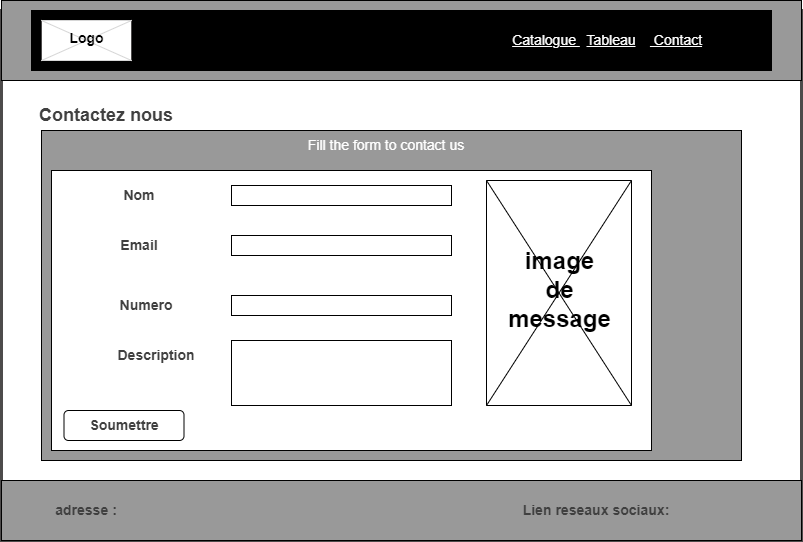 Logo
Catalogue Tableau Contact
Contactez nous
Fill the form to contact us
Nom
Email
Numero
Description
image
de
message
Soumettre
adresse :
Lien reseaux sociaux: